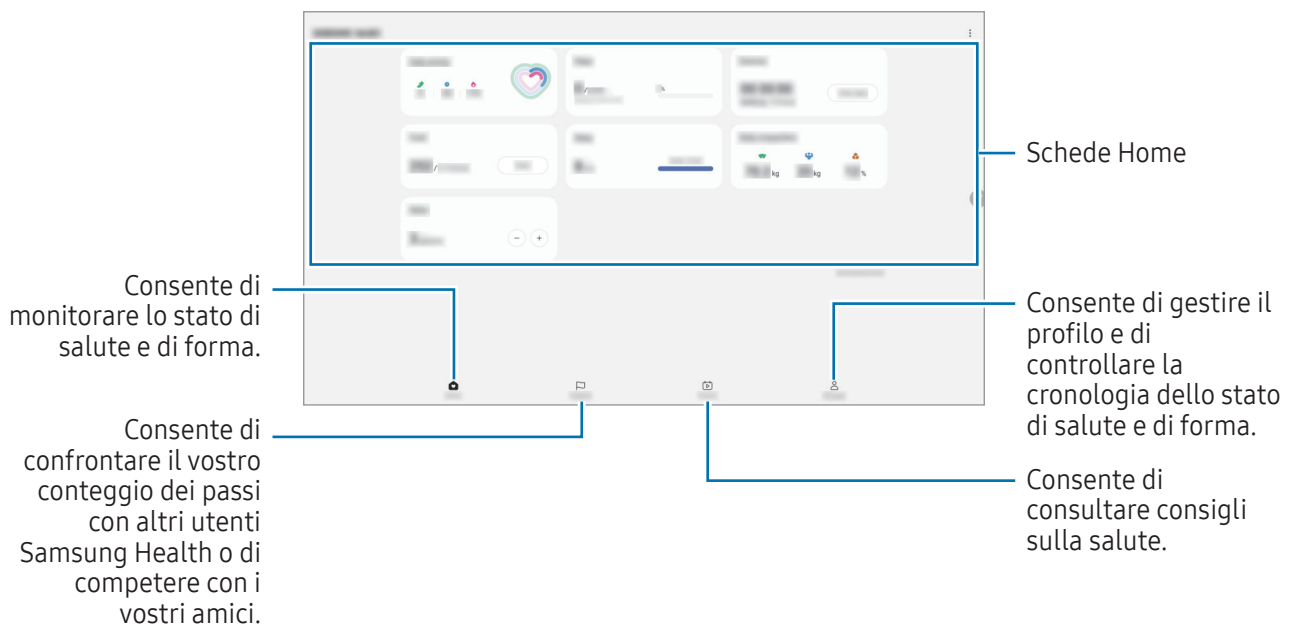 Schede Home
Consente di
monitorare lo stato di
salute e di forma.
Consente di gestire il
profilo e di
controllare la
cronologia dello stato
di salute e di forma.
Consente di
confrontare il vostro
conteggio dei passi
con altri utenti
Samsung Health o di
competere con i
vostri amici.
Consente di
consultare consigli
sulla salute.
kg
kg
%